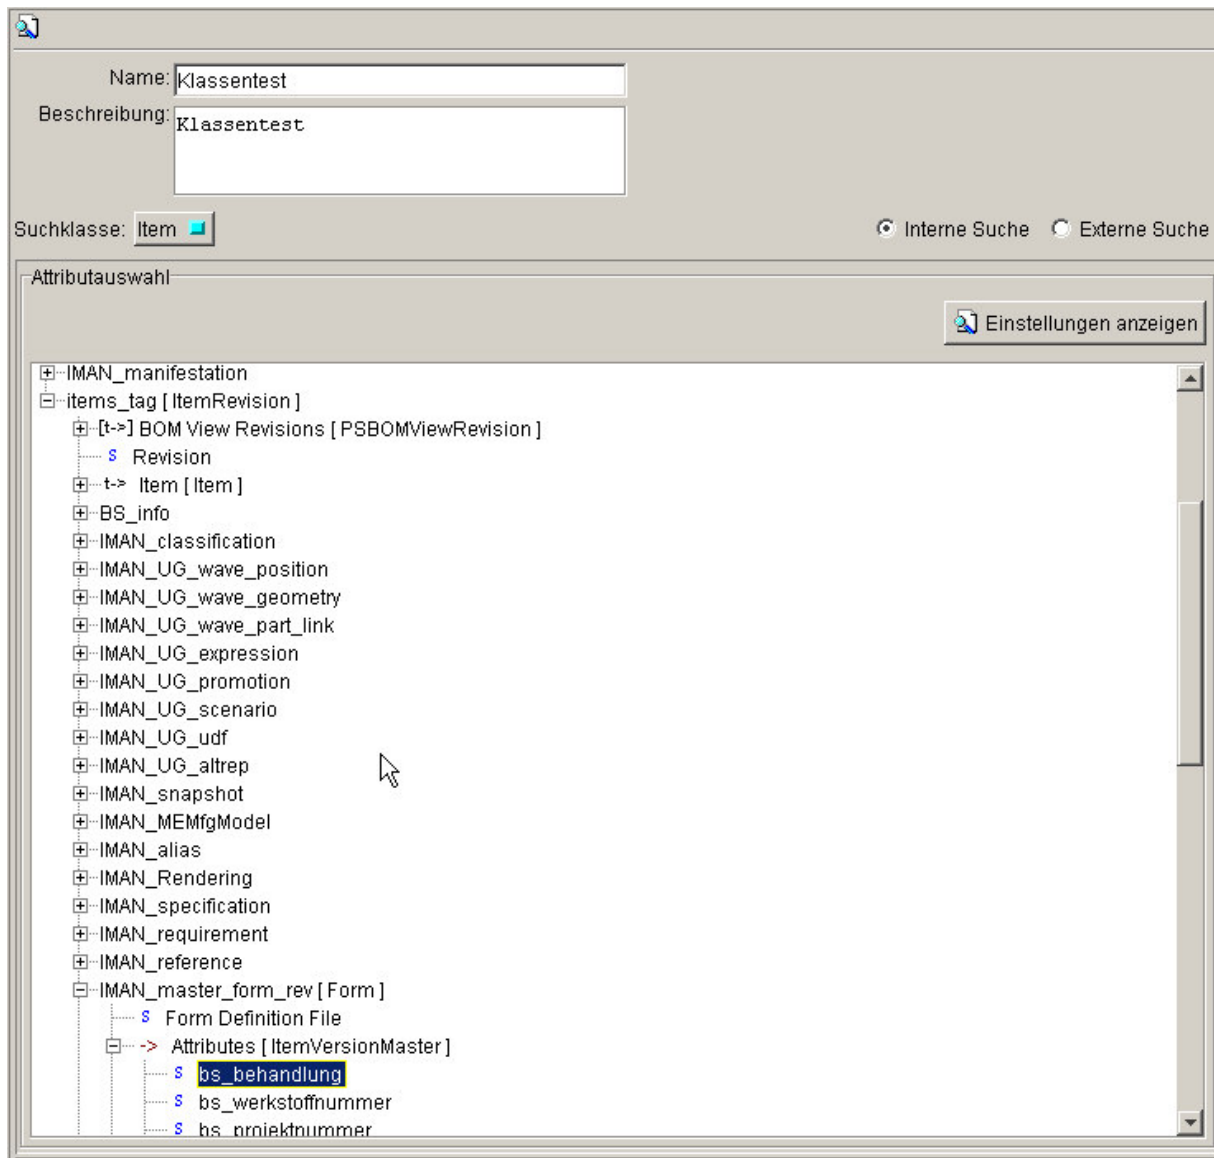 Name: Klassentest
Beschreibung: Klassentest
Suchklasse: Item Interne Suche Externe Suche
Attributauswahl
Einstellungen anzeigen
IMAN_manifestation
items_tag [ ItemRevision ]
[t->] BOM View Revisions [ PSBOMViewRevision ]
S Revision
t-> Item [ Item ]
BS_info
IMAN_classification
IMAN_UG_wave_position
IMAN_UG_wave_geometry
IMAN_UG_wave_part_link
IMAN_UG_expression
IMAN_UG_promotion
IMAN_UG_scenario
IMAN_UG_udf
IMAN_UG_altrep
IMAN_snapshot
IMAN_MEMfgModel
IMAN_alias
IMAN_Rendering
IMAN_specification
IMAN_requirement
IMAN_reference
IMAN_master_form_rev [ Form ]
S Form Definition File
-> Attributes [ ItemVersionMaster ]
S bs_behandlung
S bs_werkstoffnummer
S bs_projektnummer